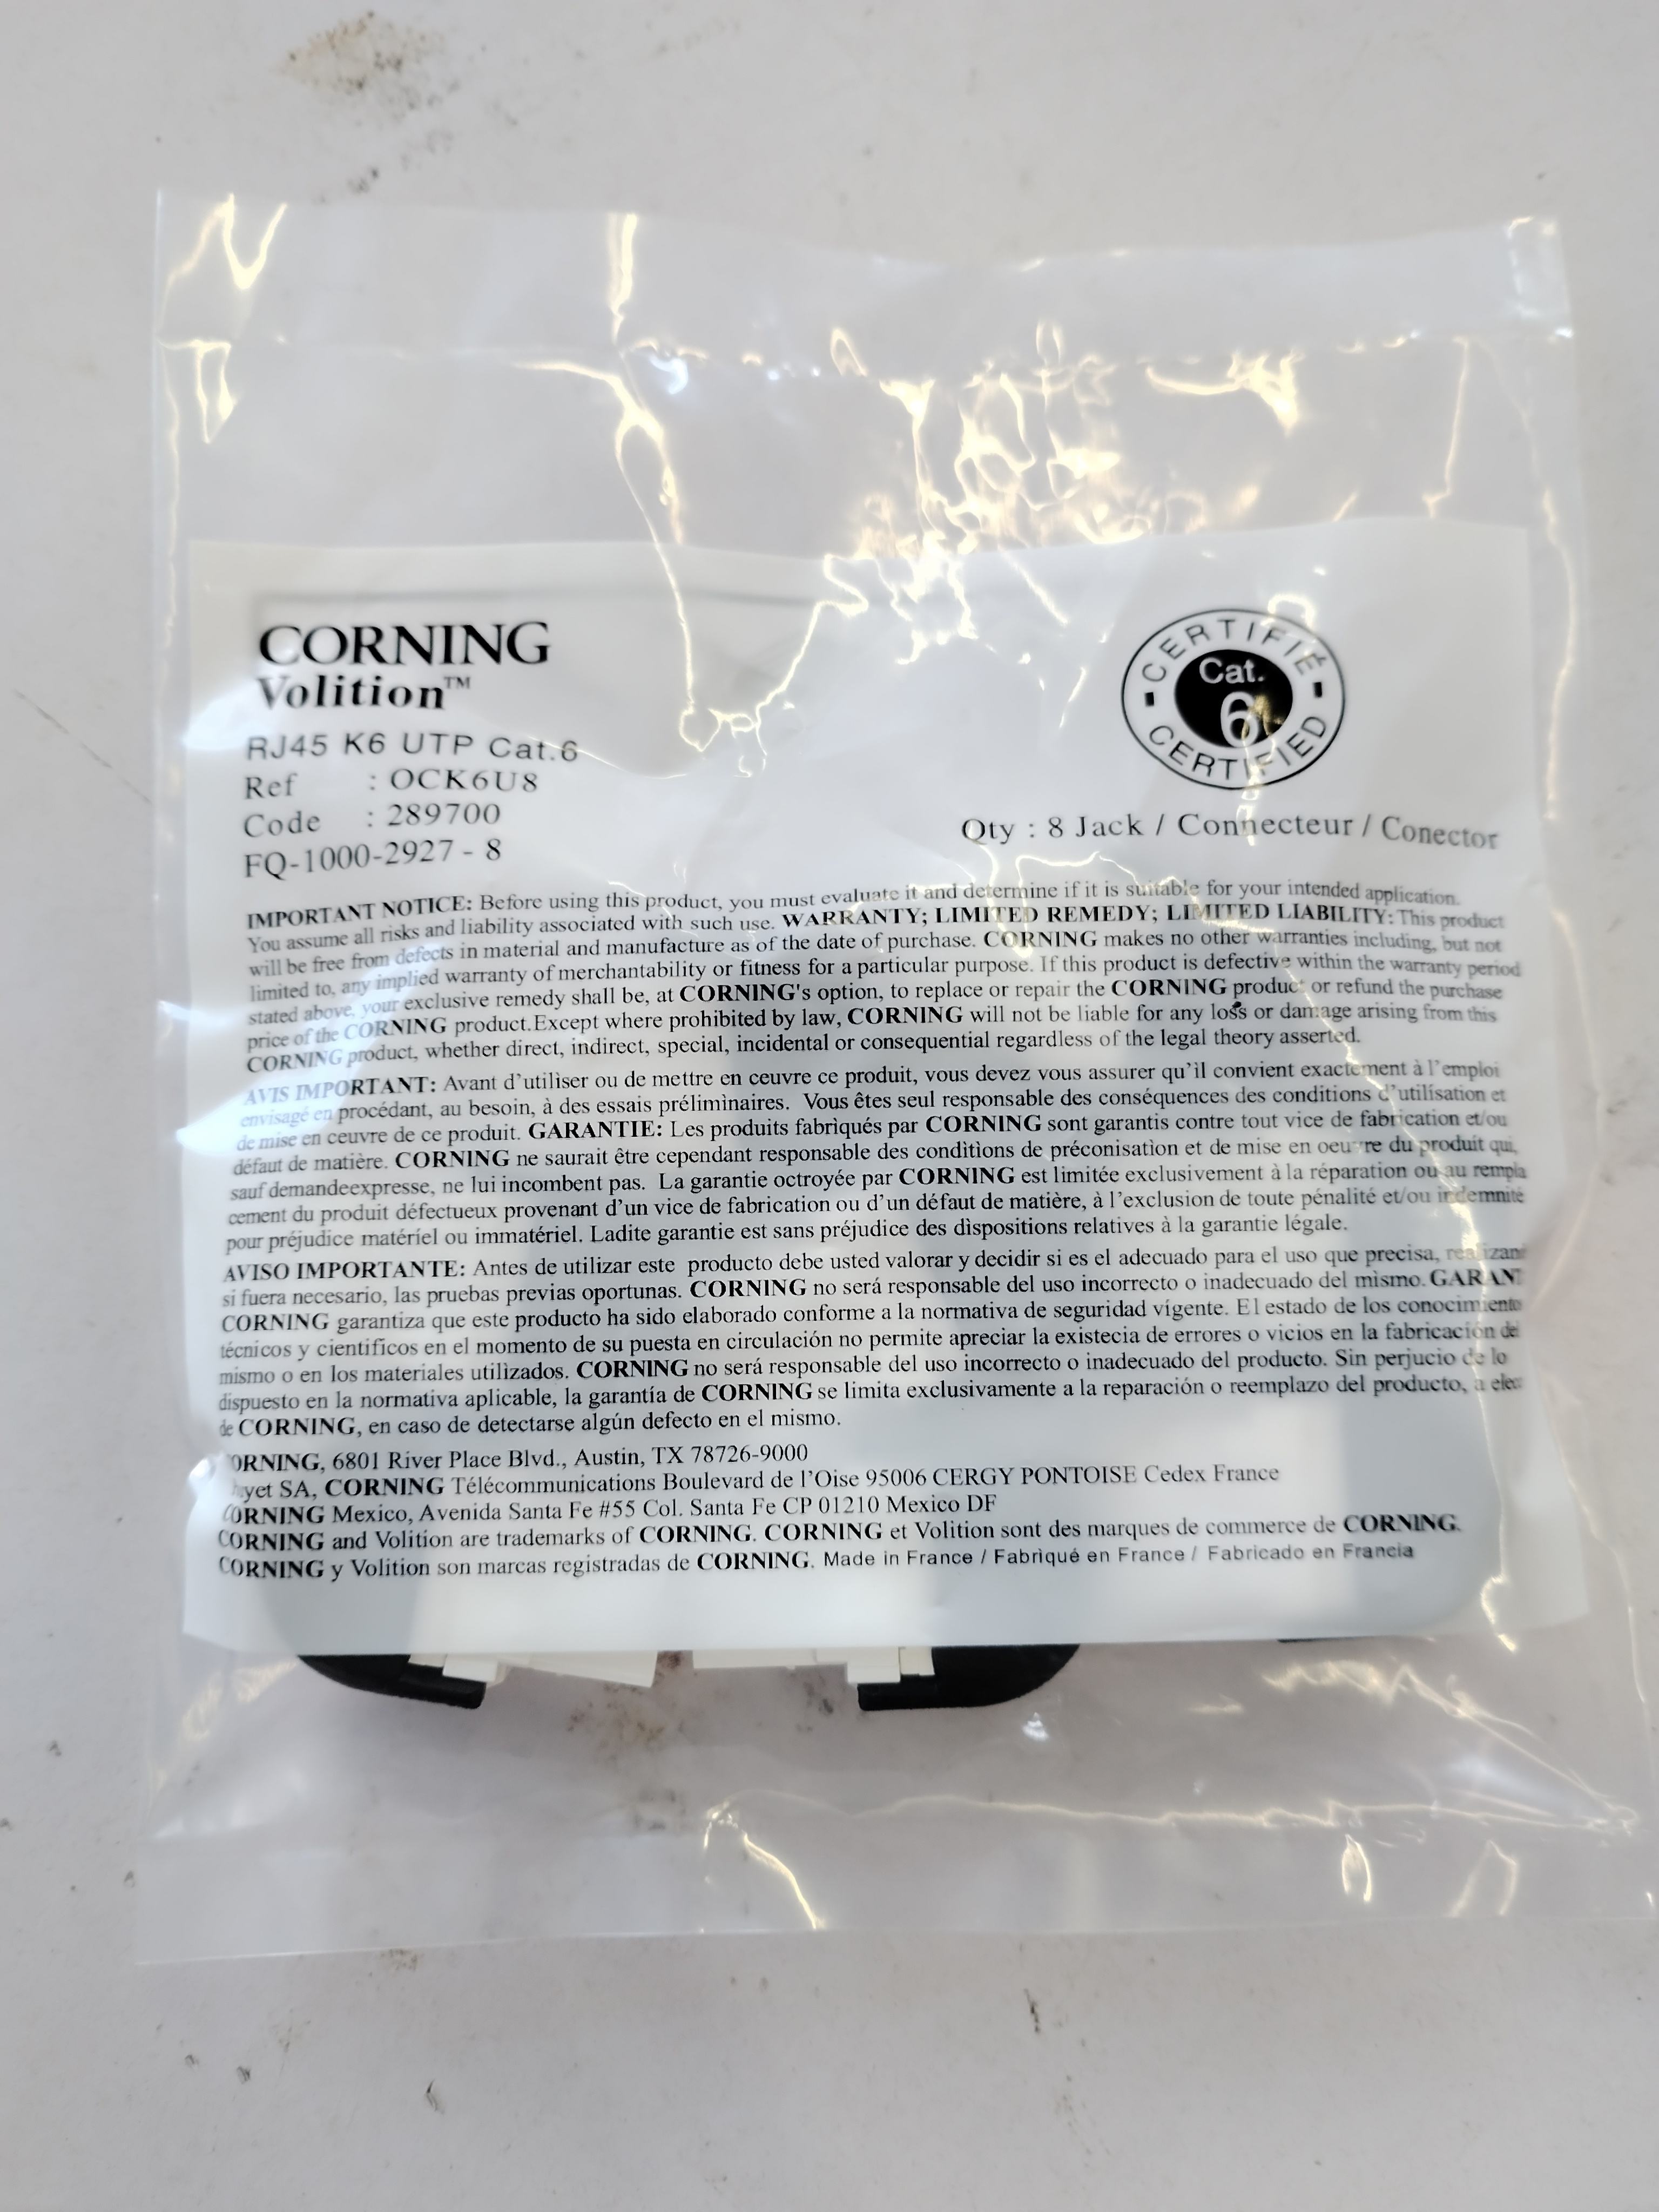 CORNING
Volition™
RJ45 K6 UTP Cat.6
Ref : OCK6U8
Code : 289700
FQ-1000-2927 - 8
CERTIFIÉ
Cat.
6
CERTIFIED
Qty : 8 Jack / Connecteur / Conector
IMPORTANT NOTICE: Before using this product, you must evaluate it and determine if it is suitable for your intended application.
You assume all risks and liability associated with such use. WARRANTY; LIMITED REMEDY; LIMITED LIABILITY: This product
will be free from defects in material and manufacture as of the date of purchase. CORNING makes no other warranties including, but not
limited to, any implied warranty of merchantability or fitness for a particular purpose. If this product is defective within the warranty period
stated above, your exclusive remedy shall be, at CORNING's option, to replace or repair the CORNING product or refund the purchase
price of the CORNING product.Except where prohibited by law, CORNING will not be liable for any loss or damage arising from this
CORNING product, whether direct, indirect, special, incidental or consequential regardless of the legal theory asserted.
AVIS IMPORTANT: Avant d'utiliser ou de mettre en ceuvre ce produit, vous devez vous assurer qu'il convient exactement à l'emploi
envisagé en procédant, au besoin, à des essais préliminaires. Vous êtes seul responsable des conséquences des conditions d'utilisation et
de mise en ceuvre de ce produit. GARANTIE: Les produits fabriqués par CORNING sont garantis contre tout vice de fabrication et/ou
défaut de matière. CORNING ne saurait être cependant responsable des conditions de préconisation et de mise en oeuvre du produit qui,
sauf demandeexpresse, ne lui incombent pas. La garantie octroyée par CORNING est limitée exclusivement à la réparation ou au rempla
cement du produit défectueux provenant d'un vice de fabrication ou d'un défaut de matière, à l'exclusion de toute pénalité et/ou indemnité
pour préjudice matériel ou immatériel. Ladite garantie est sans préjudice des dispositions relatives à la garantie légale.
AVISO IMPORTANTE: Antes de utilizar este producto debe usted valorar y decidir si es el adecuado para el uso que precisa, realizan
si fuera necesario, las pruebas previas oportunas. CORNING no será responsable del uso incorrecto o inadecuado del mismo. GARANT
CORNING garantiza que este producto ha sido elaborado conforme a la normativa de seguridad vigente. El estado de los conocimiento
técnicos y cientificos en el momento de su puesta en circulación no permite apreciar la existecia de errores o vicios en la fabricación del
mismo o en los materiales utilizados. CORNING no será responsable del uso incorrecto o inadecuado del producto. Sin perjucio de lo
dispuesto en la normativa aplicable, la garantía de CORNING se limita exclusivamente a la reparación o reemplazo del producto, a elec
de CORNING, en caso de detectarse algún defecto en el mismo.
CORNING, 6801 River Place Blvd., Austin, TX 78726-9000
SA, CORNING Télécommunications Boulevard de l'Oise 95006 CERGY PONTOISE Cedex France
CORNING Mexico, Avenida Santa Fe #55 Col. Santa Fe CP 01210 Mexico DF
CORNING and Volition are trademarks of CORNING. CORNING et Volition sont des marques de commerce de CORNING.
CORNING y Volition son marcas registradas de CORNING. Made in France / Fabriqué en France / Fabricado en Francia